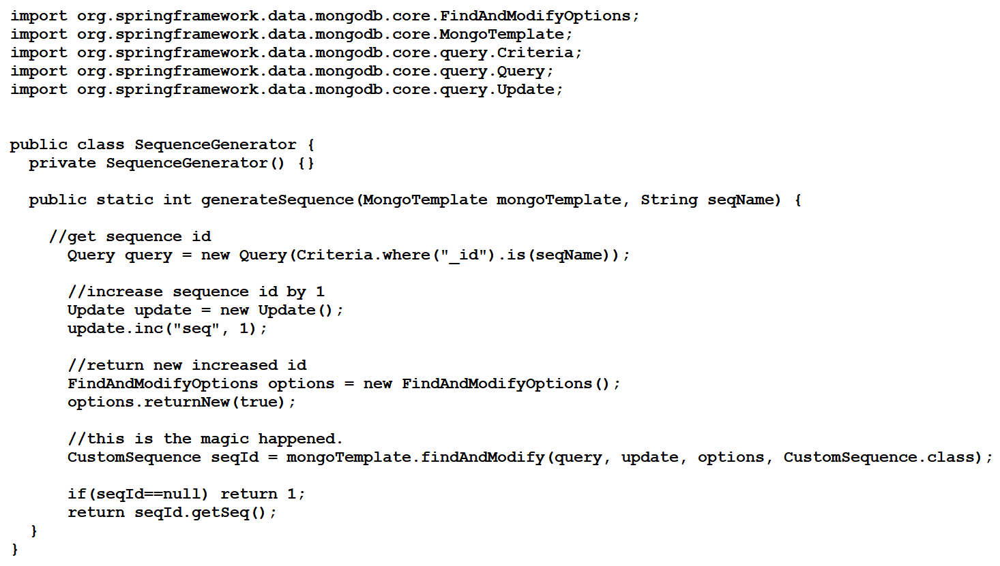 import org.springframework.data.mongodb.core.FindAndModifyOptions;
import org.springframework.data.mongodb.core.MongoTemplate;
import org.springframework.data.mongodb.core.query.Criteria;
import org.springframework.data.mongodb.core.query.Query;
import org.springframework.data.mongodb.core.query.Update;


public class SequenceGenerator {
  private SequenceGenerator() {}

  public static int generateSequence(MongoTemplate mongoTemplate, String seqName) {

    //get sequence id
      Query query = new Query(Criteria.where("_id").is(seqName));

      //increase sequence id by 1
      Update update = new Update();
      update.inc("seq", 1);

      //return new increased id
      FindAndModifyOptions options = new FindAndModifyOptions();
      options.returnNew(true);

      //this is the magic happened.
      CustomSequence seqId = mongoTemplate.findAndModify(query, update, options, CustomSequence.class);

      if(seqId==null) return 1;
      return seqId.getSeq();
  }
}